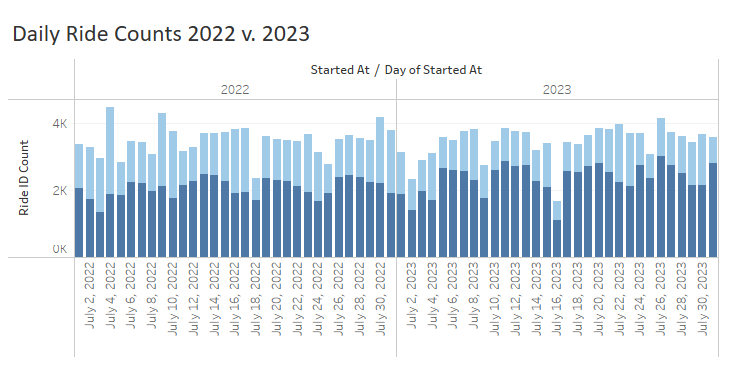 Daily Ride Counts 2022 v. 2023
Started At / Day of Started At
2022
2023
Ride ID Count
4K
2K
0K
July 2, 2022
July 4, 2022
July 6, 2022
July 8, 2022
July 10, 2022
July 12, 2022
July 14, 2022
July 16, 2022
July 18, 2022
July 20, 2022
July 22, 2022
July 24, 2022
July 26, 2022
July 28, 2022
July 30, 2022
July 2, 2023
July 4, 2023
July 6, 2023
July 8, 2023
July 10, 2023
July 12, 2023
July 14, 2023
July 16, 2023
July 18, 2023
July 20, 2023
July 22, 2023
July 24, 2023
July 26, 2023
July 28, 2023
July 30, 2023